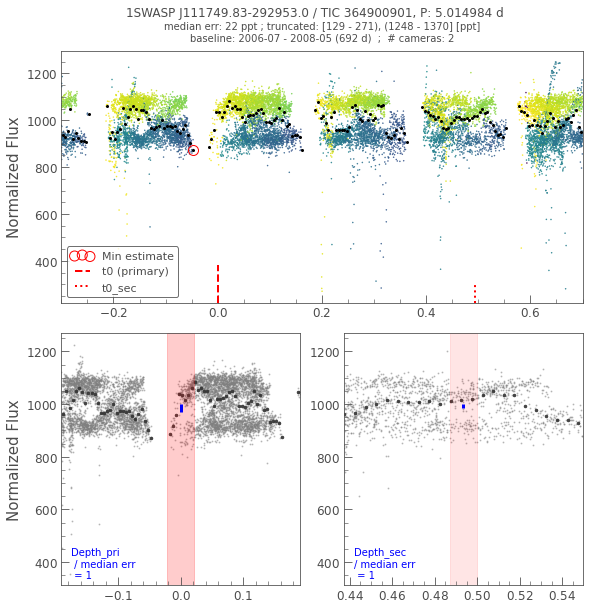 1SWASP J111749.83-292953.0 / TIC 364900901, P: 5.014984 d
median err: 22 ppt ; truncated: [129 - 271), (1248 - 1370] [ppt]
baseline: 2006-07 - 2008-05 (692 d)  ;  # cameras: 2
Normalized Flux
1200
1000
800
600
400
Min estimate
t0 (primary)
t0_sec
−0.2
0.0
0.2
0.4
0.6
Normalized Flux
1200
1000
800
600
400
Depth_pri
/ median err
= 1
−0.1
0.0
0.1
1200
1000
800
600
400
Depth_sec
/ median err
= 1
0.44
0.46
0.48
0.50
0.52
0.54